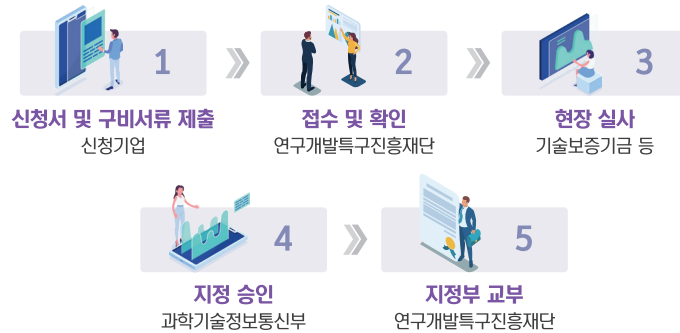 1
신청서 및 구비서류 제출
신청기업
2
접수 및 확인
연구개발특구진흥재단
3
현장 실사
기술보증기금 등
4
지정 승인
과학기술정보통신부
5
지정부 교부
연구개발특구진흥재단